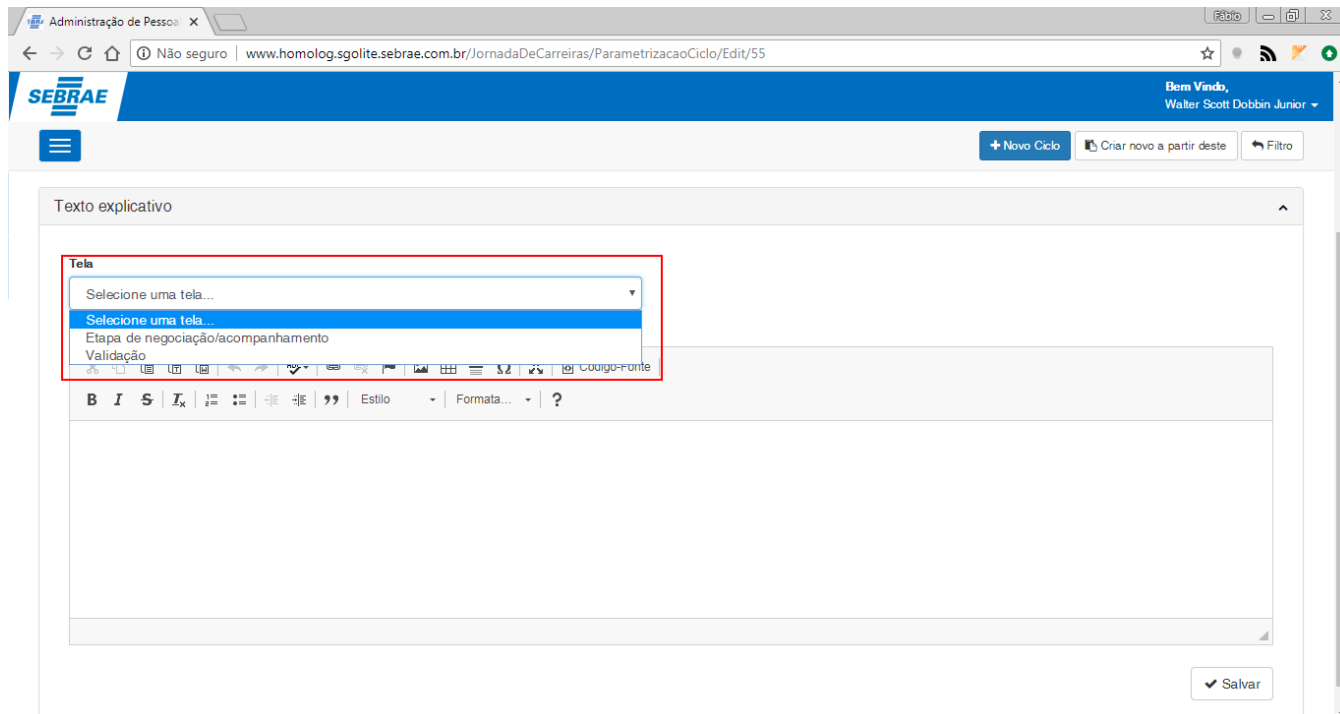 Administração de Pessoal
Fábio
Não seguro | www.homolog.sgolite.sebrae.com.br/JornadaDeCarreiras/ParametrizacaoCiclo/Edit/55
SEBRAE
Bem Vindo,
Walter Scott Dobbin Junior
Novo Ciclo
Criar novo a partir deste
Filtro
Texto explicativo
Tela
Selecione uma tela...
Selecione uma tela...
Etapa de negociação/acompanhamento
Validação
Código-Fonte
B I S Ix Estilo Formata... ?
Salvar